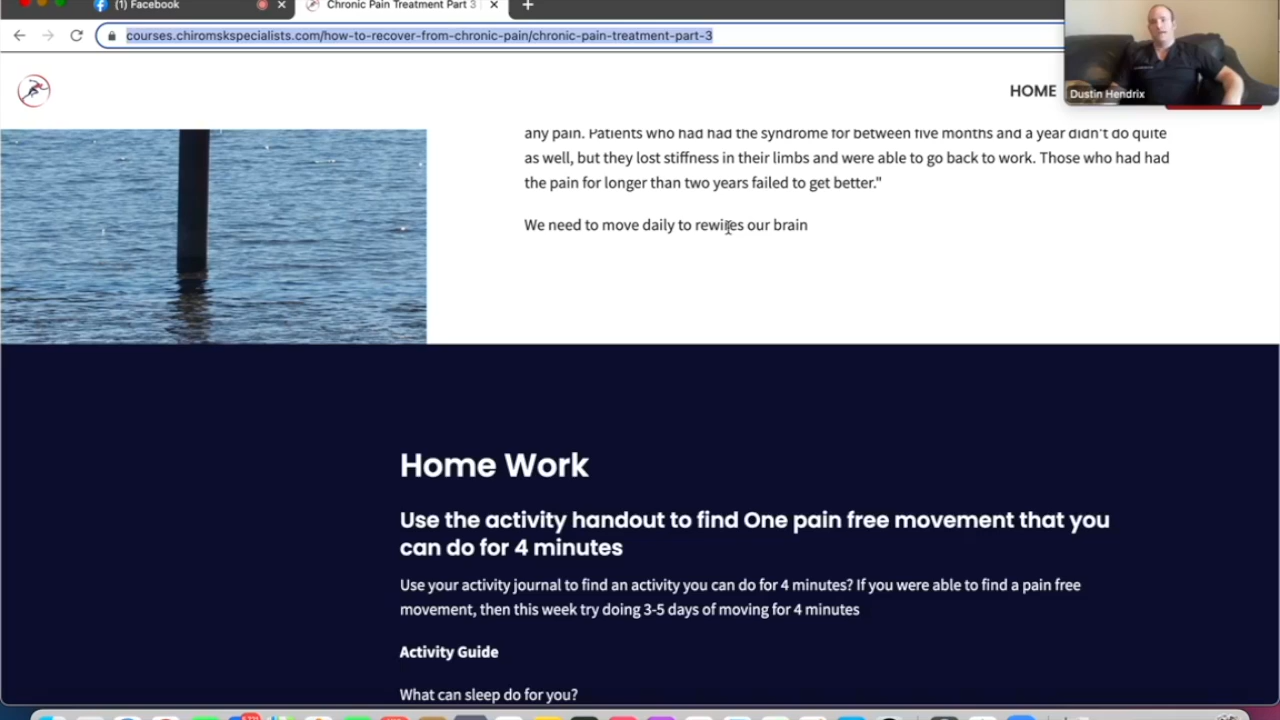 (1) Facebook
Chronic Pain Treatment Part 3
courses.chiromskspecialists.com/how-to-recover-from-chronic-pain/chronic-pain-treatment-part-3
Dustin Hendrix
HOME
any pain. Patients who had had the syndrome for between five months and a year didn't do quite
as well, but they lost stiffness in their limbs and were able to go back to work. Those who had had
the pain for longer than two years failed to get better."
We need to move daily to rewires our brain
Home Work
Use the activity handout to find One pain free movement that you
can do for 4 minutes
Use your activity journal to find an activity you can do for 4 minutes? If you were able to find a pain free
movement, then this week try doing 3-5 days of moving for 4 minutes
Activity Guide
What can sleep do for you?